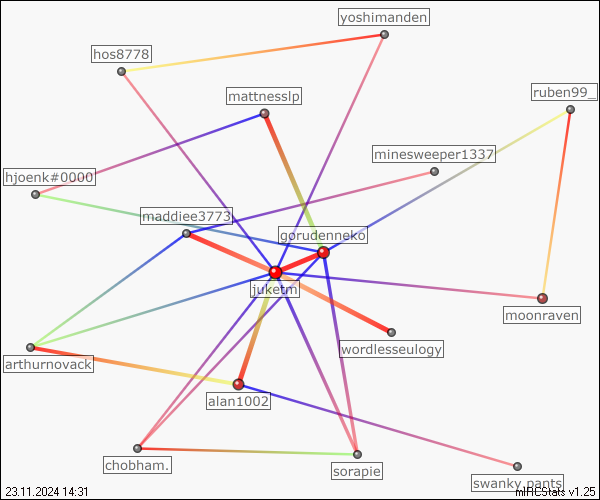 yoshimanden
hos8778
ruben99_
mattnesslp
minesweeper1337
hjoenk#0000
maddiee3773
gorudenneko
juketm
moonraven
wordlesseulogy
arthurnovack
alan1002
chobham.
sorapie
swanky.pants
23.11.2024 14:31
mIRCStats v1.25